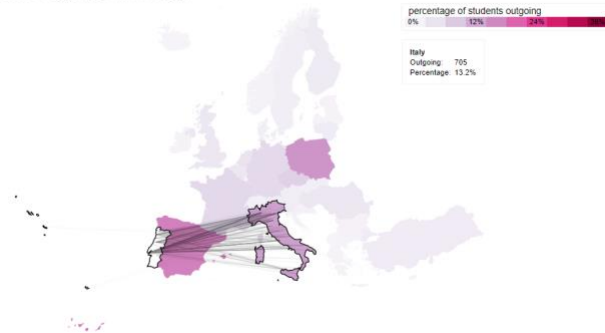 percentage of students outgoing
0% 12% 24% 36%
Italy
Outgoing: 705
Percentage: 13.2%